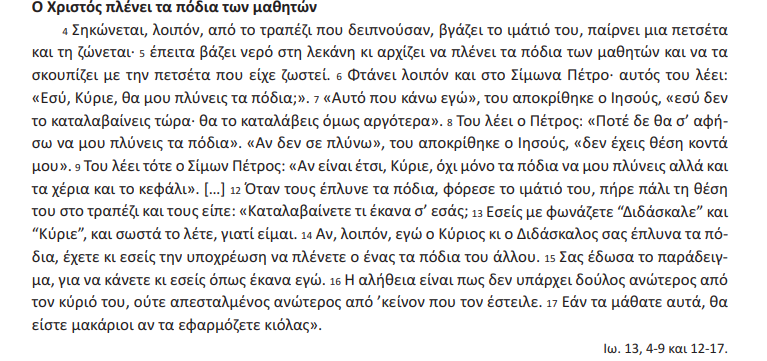 Ο Χριστός πλένει τα πόδια των μαθητών
4 Σηκώνεται, λοιπόν, από το τραπέζι που δειπνούσαν, βγάζει το ιμάτιό του, παίρνει μια πετσέτα
και τη ζώνεται· 5 έπειτα βάζει νερό στη λεκάνη κι αρχίζει να πλένει τα πόδια των μαθητών και να τα
σκουπίζει με την πετσέτα που είχε ζωστεί. 6 Φτάνει λοιπόν και στο Σίμωνα Πέτρο· αυτός του λέει:
«Εσύ, Κύριε, θα μου πλύνεις τα πόδια;». 7 «Αυτό που κάνω εγώ», του αποκρίθηκε ο Ιησούς, «εσύ δεν
το καταλαβαίνεις τώρα· θα το καταλάβεις όμως αργότερα». 8 Του λέει ο Πέτρος: «Ποτέ δε θα σ’ αφή-
σω να μου πλύνεις τα πόδια». «Αν δεν σε πλύνω», του αποκρίθηκε ο Ιησούς, «δεν έχεις θέση κοντά
μου». 9 Του λέει τότε ο Σίμων Πέτρος: «Αν είναι έτσι, Κύριε, όχι μόνο τα πόδια να μου πλύνεις αλλά και
τα χέρια και το κεφάλι». [...] 12 Όταν τους έπλυνε τα πόδια, φόρεσε το ιμάτιό του, πήρε πάλι τη θέση
του στο τραπέζι και τους είπε: «Καταλαβαίνετε τι έκανα σ’ εσάς; 13 Εσείς με φωνάζετε “Διδάσκαλε” και
“Κύριε”, και σωστά το λέτε, γιατί είμαι. 14 Αν, λοιπόν, εγώ ο Κύριος κι ο Διδάσκαλος σας έπλυνα τα πό-
δια, έχετε κι εσείς την υποχρέωση να πλένετε ο ένας τα πόδια του άλλου. 15 Σας έδωσα το παράδειγ-
μα, για να κάνετε κι εσείς όπως έκανα εγώ. 16 Η αλήθεια είναι πως δεν υπάρχει δούλος ανώτερος από
τον κύριό του, ούτε απεσταλμένος ανώτερος από ’κείνον που τον έστειλε. 17 Εάν τα μάθατε αυτά, θα
είστε μακάριοι αν τα εφαρμόζετε κιόλας».
Ιω. 13, 4-9 και 12-17.